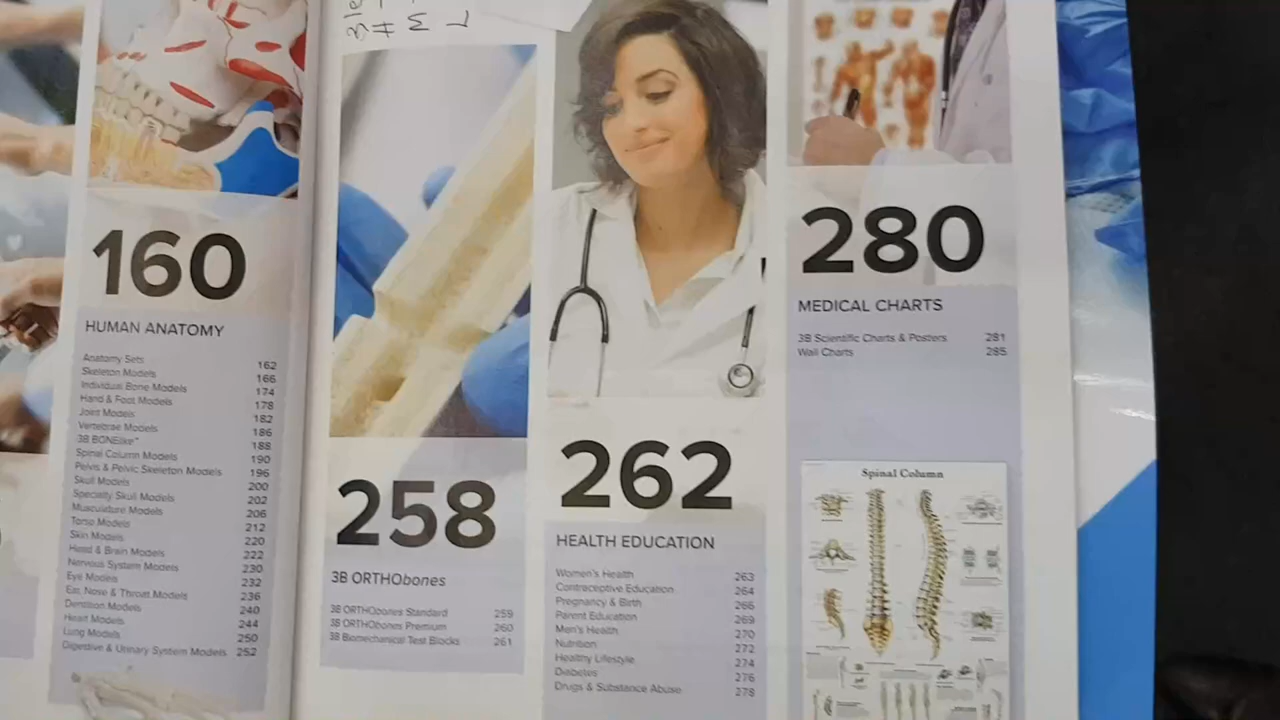 160
HUMAN ANATOMY
Anatomy Sets 162
Skeleton Models 166
Individual Bone Models 174
Hand & Foot Models 178
Joint Models 182
Vertebrae Models 186
3B BONElike™ 188
Spinal Column Models 190
Pelvis & Pelvic Skeleton Models 196
Skull Models 200
Specialty Skull Models 202
Musculature Models 206
Torso Models 212
Skin Models 220
Head & Brain Models 222
Nervous System Models 230
Eye Models 232
Ear, Nose & Throat Models 236
Dentition Models 240
Heart Models 244
Lung Models 250
Digestive & Urinary System Models 252
258
3B ORTHObones
3B ORTHObones Standard 259
3B ORTHObones Premium 260
3B Biomechanical Test Blocks 261
262
HEALTH EDUCATION
Women's Health 263
Contraceptive Education 264
Pregnancy & Birth 266
Parent Education 269
Men's Health 270
Nutrition 272
Healthy Lifestyle 274
Diabetes 276
Drugs & Substance Abuse 278
280
MEDICAL CHARTS
3B Scientific Charts & Posters 281
Wall Charts 285
Spinal Column